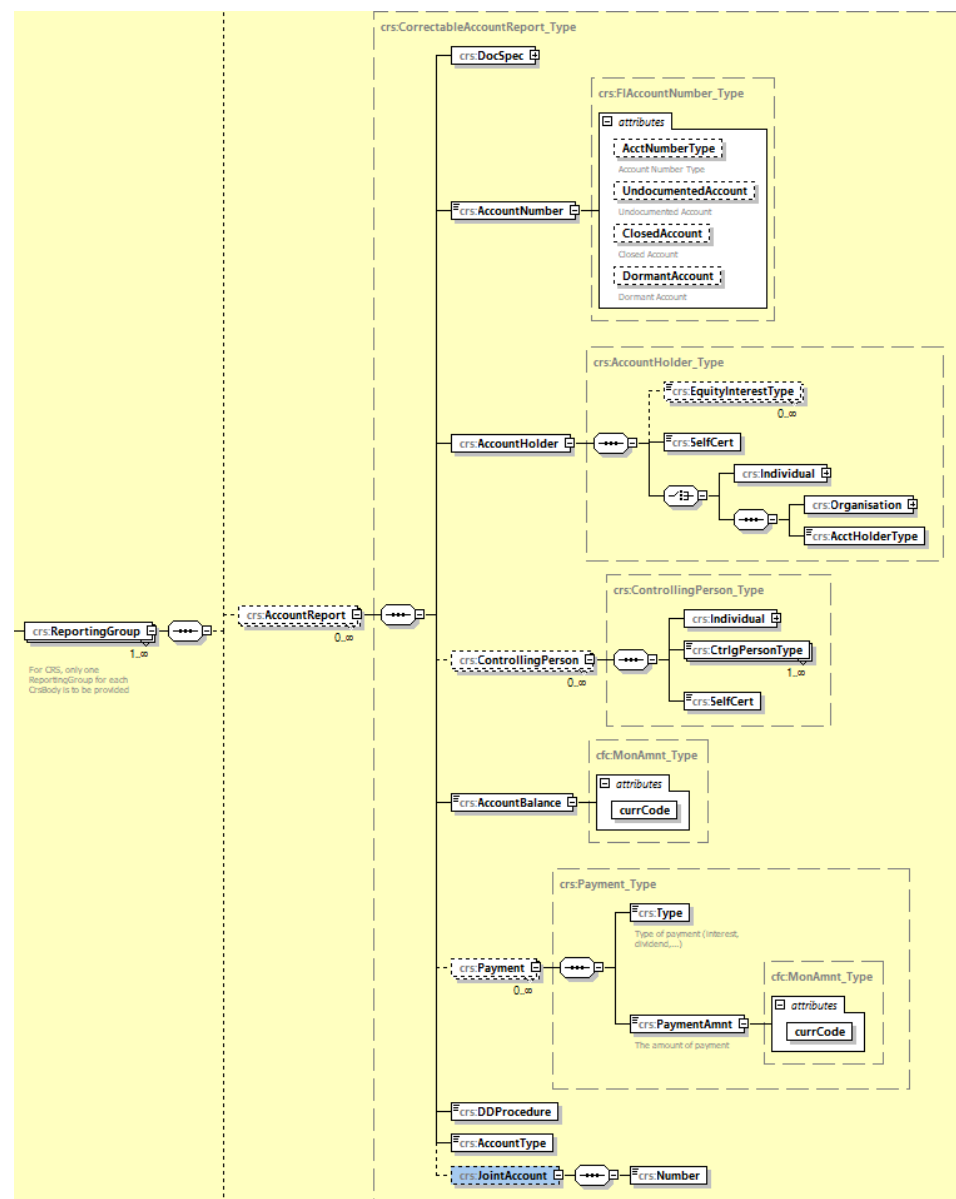 crs:CorrectableAccountReport_Type
crs:DocSpec
crs:FIAccountNumber_Type
attributes
AcctNumberType
Account Number Type
UndocumentedAccount
Undocumented Account
ClosedAccount
Closed Account
DormantAccount
Dormant Account
crs:AccountNumber
crs:AccountHolder_Type
crs:EquityInterestType
0..∞
crs:SelfCert
crs:AccountHolder
crs:Individual
crs:Organisation
crs:AcctHolderType
crs:ControllingPerson_Type
crs:Individual
crs:AccountReport
0..∞
crs:ReportingGroup
1..∞
For CRS, only one
ReportingGroup for each
CrsBody is to be provided
crs:CtrlgPersonType
1..∞
crs:ControllingPerson
0..∞
crs:SelfCert
cfc:MonAmnt_Type
attributes
currCode
crs:AccountBalance
crs:Payment_Type
crs:Type
Type of payment (interest,
dividend,...)
crs:Payment
0..∞
cfc:MonAmnt_Type
attributes
currCode
crs:PaymentAmnt
The amount of payment
crs:DDProcedure
crs:AccountType
crs:JointAccount
crs:Number